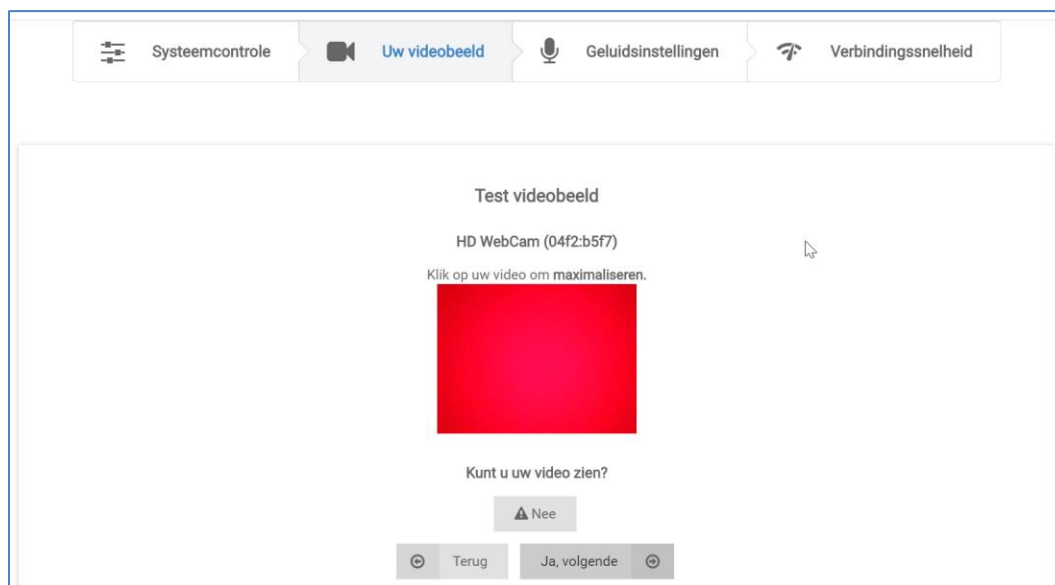 Systeemcontrole
Uw videobeeld
Geluidsinstellingen
Verbindingssnelheid
Test videobeeld
HD WebCam (04f2:b5f7)
Klik op uw video om maximaliseren.
Kunt u uw video zien?
Nee
Terug
Ja, volgende